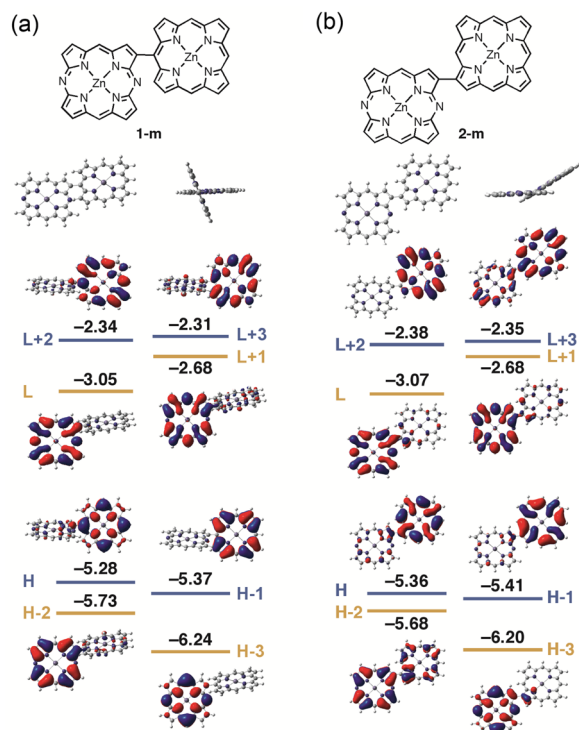 (a)
(b)
Zn
N
N
N
N
N
N
Zn
N
N
N
N
1-m
Zn
N
N
N
N
N
N
Zn
N
N
N
N
2-m
−2.34
−2.31
L+2
L+3
L+1
−3.05
−2.68
L
−5.28
−5.37
H
H-1
−5.73
H-2
−6.24
H-3
−2.38
−2.35
L+2
L+3
L+1
−3.07
−2.68
L
−5.36
−5.41
H
H-1
H-2
−5.68
−6.20
H-3